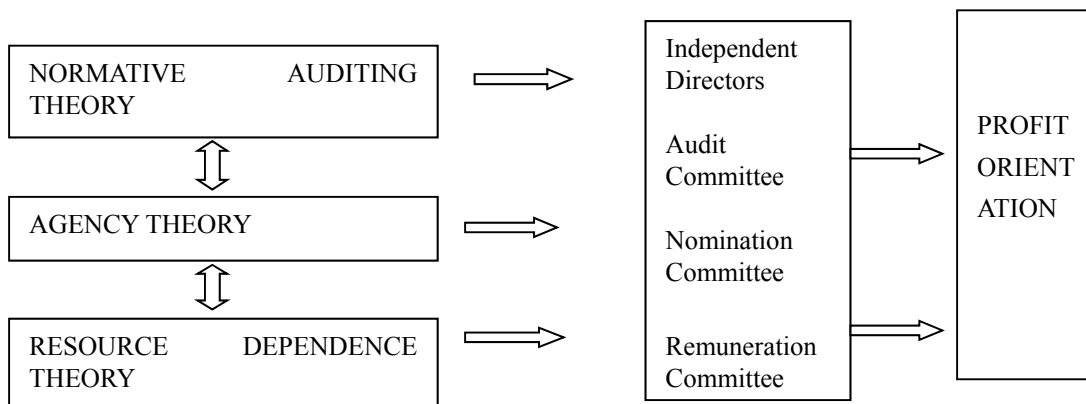 NORMATIVE AUDITING
THEORY
AGENCY THEORY
RESOURCE DEPENDENCE
THEORY
Independent
Directors
Audit
Committee
Nomination
Committee
Remuneration
Committee
PROFIT
ORIENT
ATION